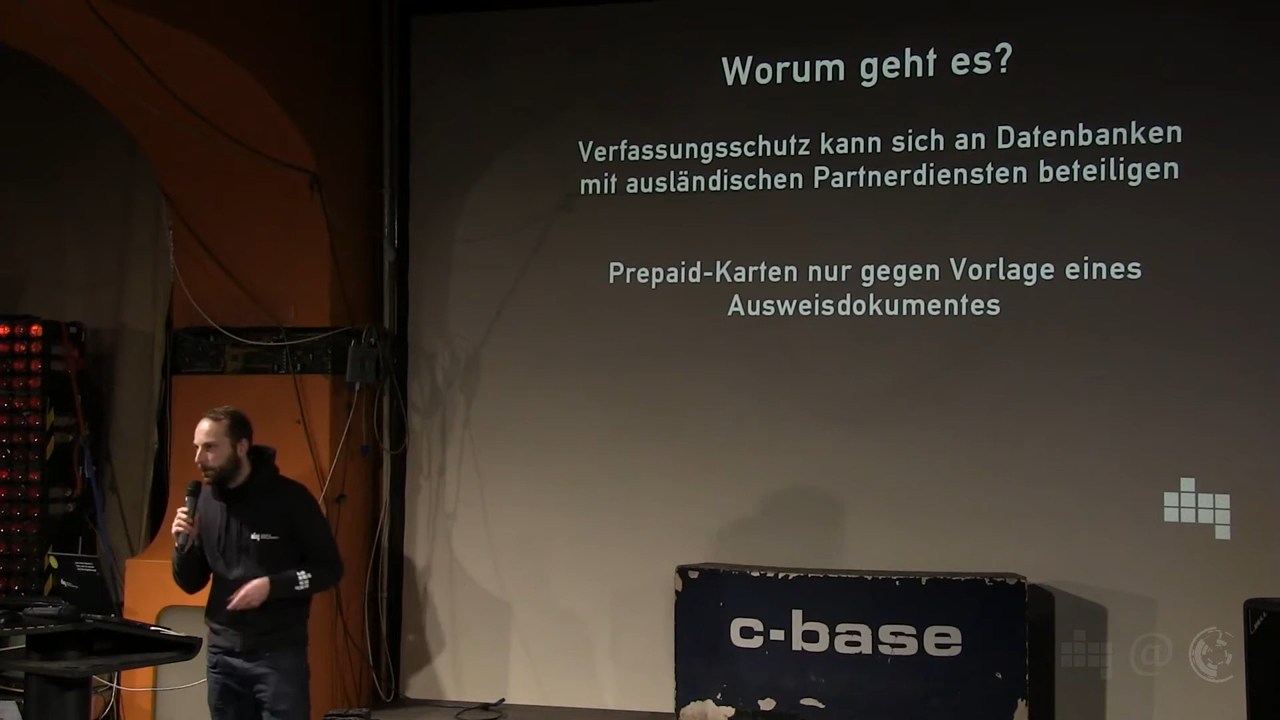 Worum geht es?
Verfassungsschutz kann sich an Datenbanken
mit ausländischen Partnerdiensten beteiligen
Prepaid-Karten nur gegen Vorlage eines
Ausweisdokumentes
c-base
@